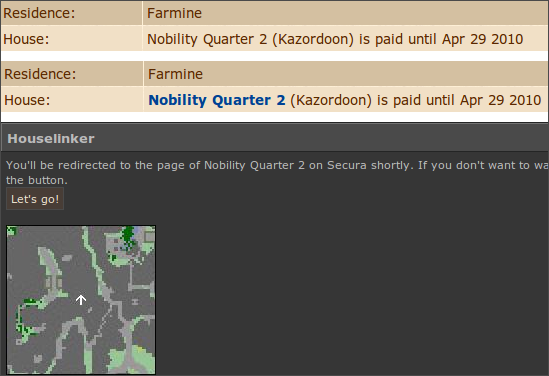 Residence: Farmine
House: Nobility Quarter 2 (Kazordoon) is paid until Apr 29 2010
Residence: Farmine
House: Nobility Quarter 2 (Kazordoon) is paid until Apr 29 2010
Houselinker
You'll be redirected to the page of Nobility Quarter 2 on Secura shortly. If you don't want to wa
the button.
Let's go!